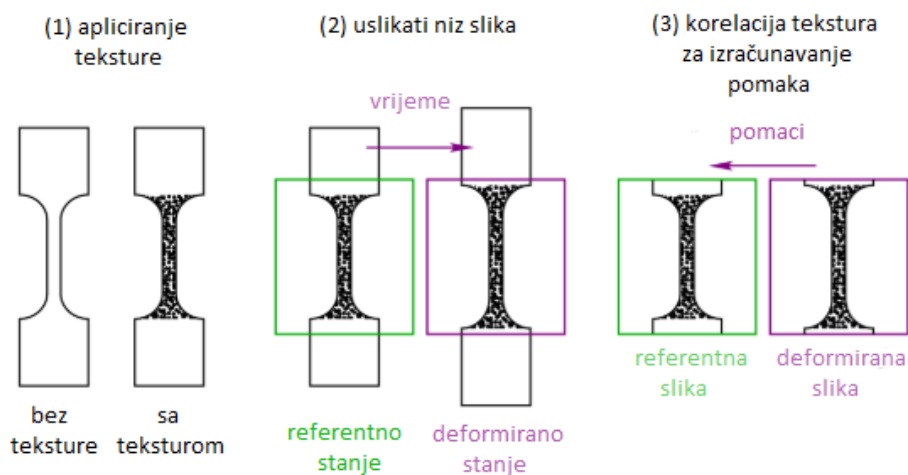 (1) apliciranje
teksture
(2) uslikati niz slika
(3) korelacija tekstura
za izračunavanje
pomaka
vrijeme
pomaci
bez
teksture
sa
teksturom
referentno
stanje
deformirano
stanje
referentna
slika
deformirana
slika